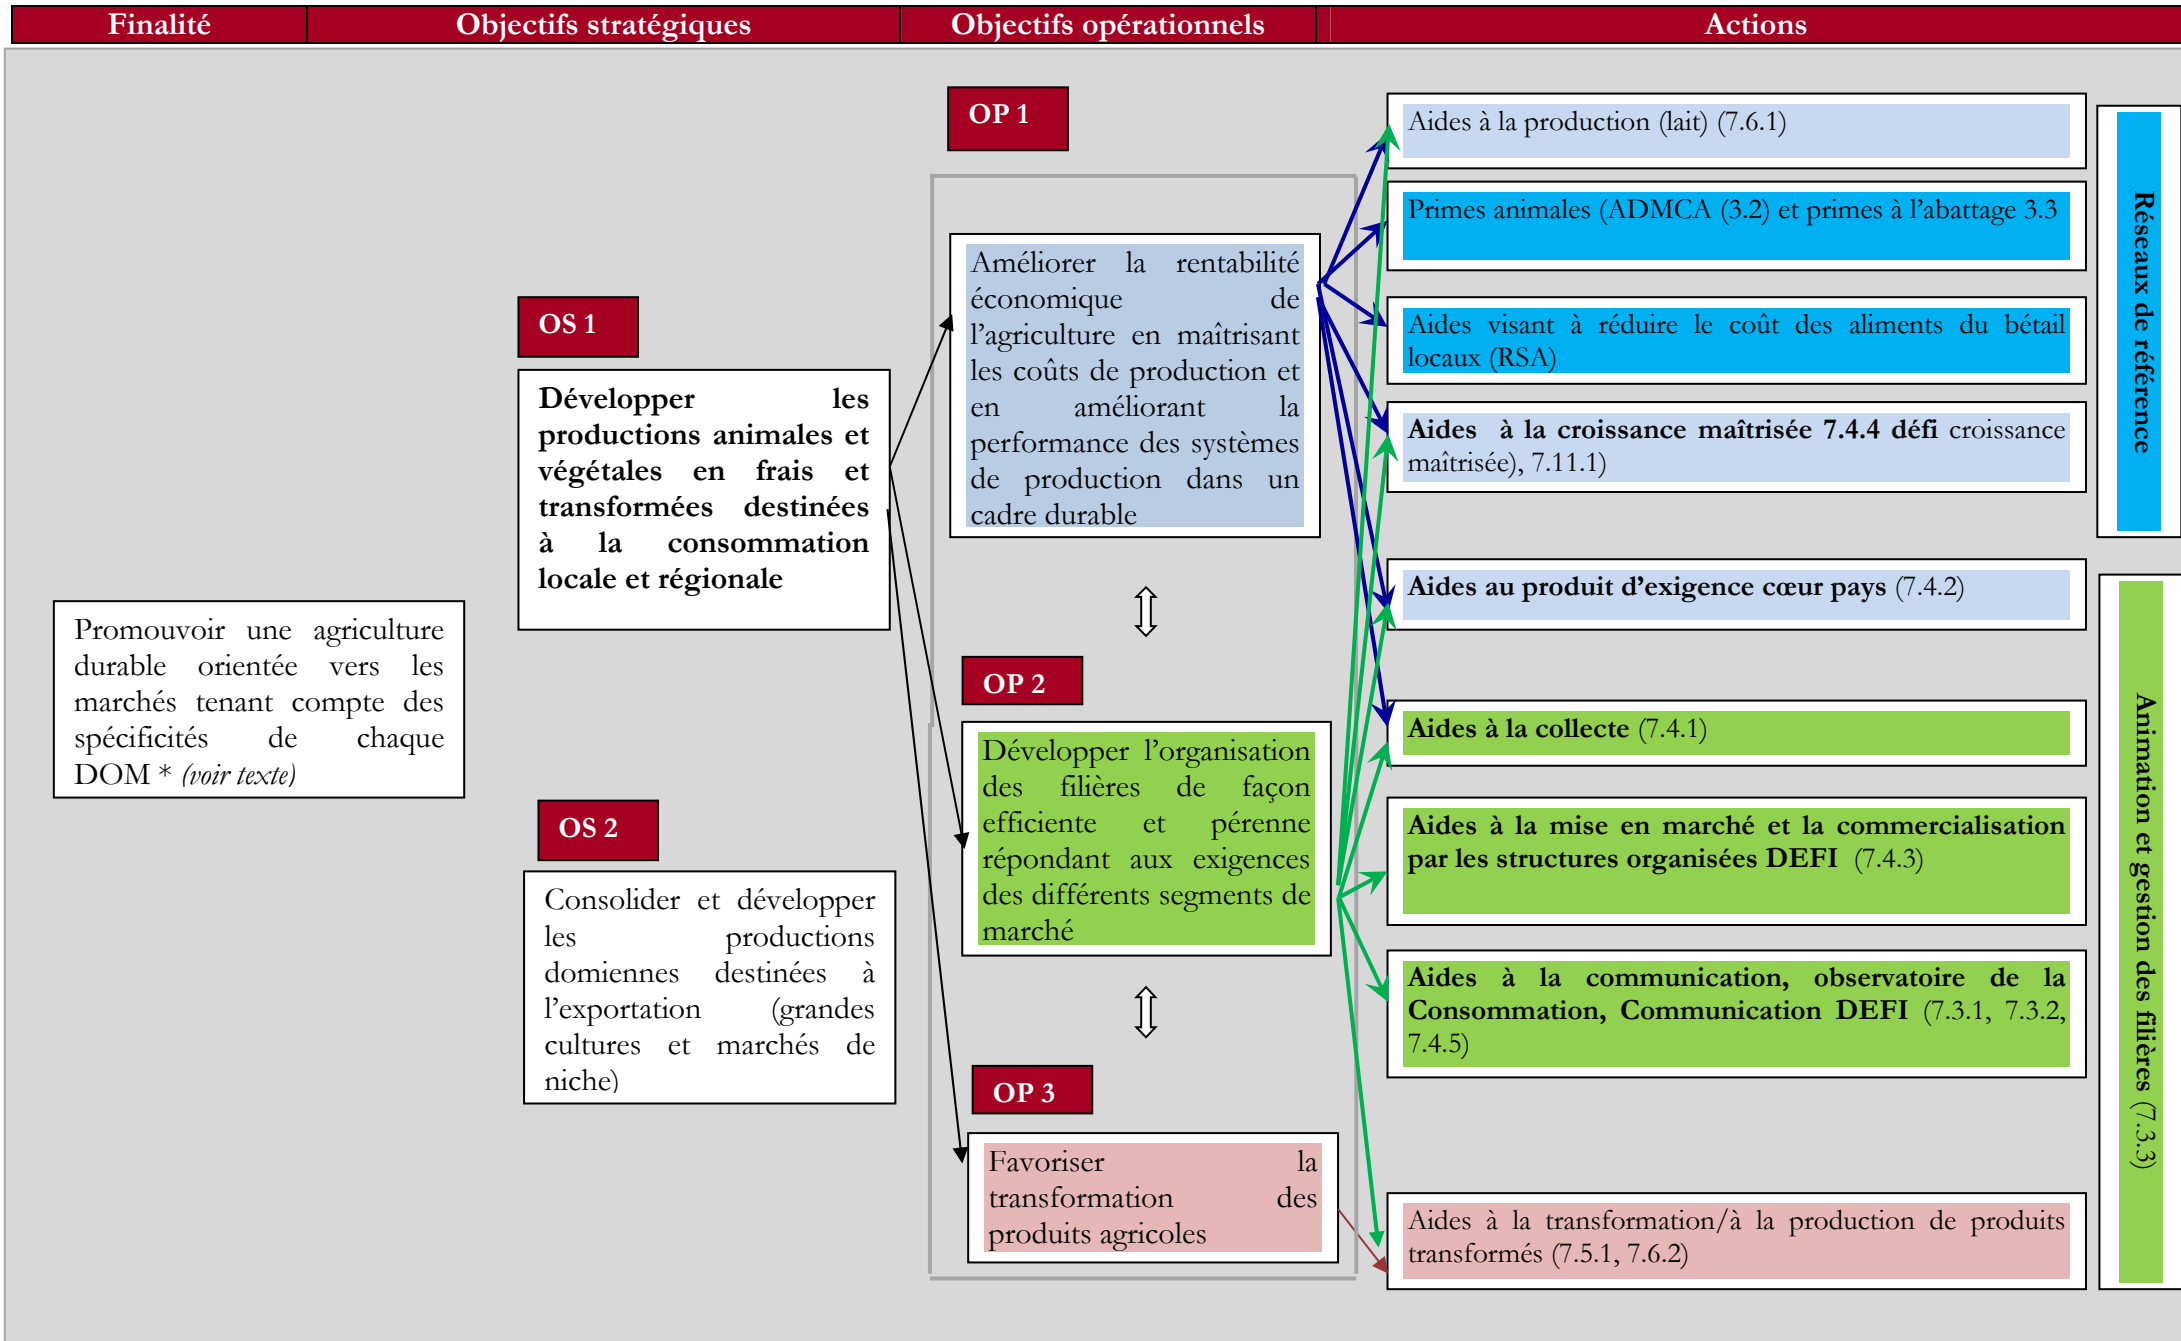 Finalité
Objectifs stratégiques
Objectifs opérationnels
Actions
Promouvoir une agriculture
durable orientée vers les
marchés tenant compte des
spécificités de chaque
DOM * (voir texte)
OS 1
Développer les
productions animales et
végétales en frais et
transformées destinées
à la consommation
locale et régionale
OS 2
Consolider et développer
les productions
domiennes destinées à
l’exportation (grandes
cultures et marchés de
niche)
OP 1
Améliorer la rentabilité
économique de
l’agriculture en maîtrisant
les coûts de production et
en améliorant la
performance des systèmes
de production dans un
cadre durable
OP 2
Développer l’organisation
des filières de façon
efficiente et pérenne
répondant aux exigences
des différents segments de
marché
OP 3
Favoriser la
transformation des
produits agricoles
Aides à la production (lait) (7.6.1)
Primes animales (ADMCA (3.2) et primes à l’abattage 3.3
Aides visant à réduire le coût des aliments du bétail
locaux (RSA)
Aides à la croissance maîtrisée 7.4.4 défi croissance
maîtrisée), 7.11.1)
Aides au produit d’exigence cœur pays (7.4.2)
Aides à la collecte (7.4.1)
Aides à la mise en marché et la commercialisation
par les structures organisées DEFI (7.4.3)
Aides à la communication, observatoire de la
Consommation, Communication DEFI (7.3.1, 7.3.2,
7.4.5)
Aides à la transformation/à la production de produits
transformés (7.5.1, 7.6.2)
Réseaux de référence
Animation et gestion des filières (7.3.3)